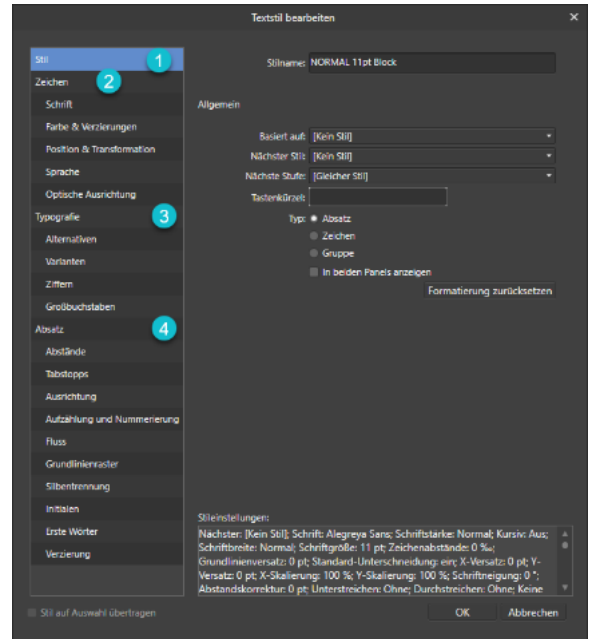 Textstil bearbeiten
Stil
1
Zeichen
2
Schrift
Farbe & Verzierungen
Position & Transformation
Sprache
Optische Ausrichtung
Typografie
3
Alternativen
Varianten
Ziffern
Großbuchstaben
Absatz
4
Abstände
Tabstopps
Ausrichtung
Aufzählung und Nummerierung
Fluss
Grundlinienraster
Silbentrennung
Initialen
Erste Wörter
Verzierung
Stilname: NORMAL 11pt Block
Allgemein
Basiert auf: [Kein Stil]
Nächster Stil: [Kein Stil]
Nächste Stufe: [Gleicher Stil]
Tastenkürzel:
Typ: Absatz
Zeichen
Gruppe
In beiden Panels anzeigen
Formatierung zurücksetzen
Stileinstellungen:
Nächster: [Kein Stil]; Schrift: Alegreya Sans; Schriftstärke: Normal; Kursiv: Aus;
Schriftbreite: Normal; Schriftgröße: 11 pt; Zeichenabstände: 0 ‰;
Grundlinienversatz: 0 pt; Standard-Unterschneidung: ein; X-Versatz: 0 pt; Y-
Versatz: 0 pt; X-Skalierung: 100 %; Y-Skalierung: 100 %; Schriftneigung: 0 °;
Abstandskorrektur: 0 pt; Unterstreichen: Ohne; Durchstreichen: Ohne; Keine
Stil auf Auswahl übertragen
OK
Abbrechen